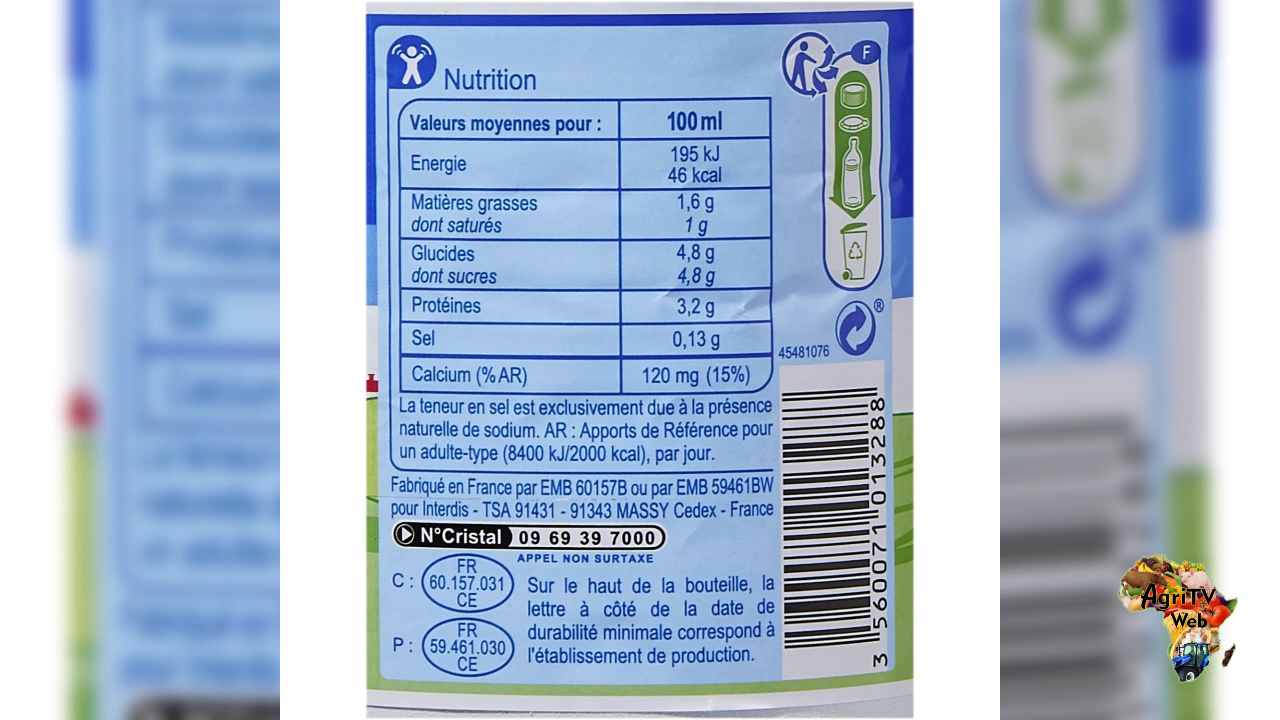 Nutrition
F
Valeurs moyennes pour : 100 ml
Energie 195 kJ
46 kcal
Matières grasses 1,6 g
dont saturés 1 g
Glucides 4,8 g
dont sucres 4,8 g
Protéines 3,2 g
Sel 0,13 g
Calcium (% AR) 120 mg (15%)
La teneur en sel est exclusivement due à la présence
naturelle de sodium. AR : Apports de Référence pour
un adulte-type (8400 kJ/2000 kcal), par jour.
Fabriqué en France par EMB 60157B ou par EMB 59461BW
pour Interdis - TSA 91431 - 91343 MASSY Cedex - France
N°Cristal 09 69 39 7000
APPEL NON SURTAXE
C : FR
60.157.031
CE
P : FR
59.461.030
CE
Sur le haut de la bouteille, la
lettre à côté de la date de
durabilité minimale correspond à
l'établissement de production.
®
45481076
3 560071 013288
AgriTV
Web